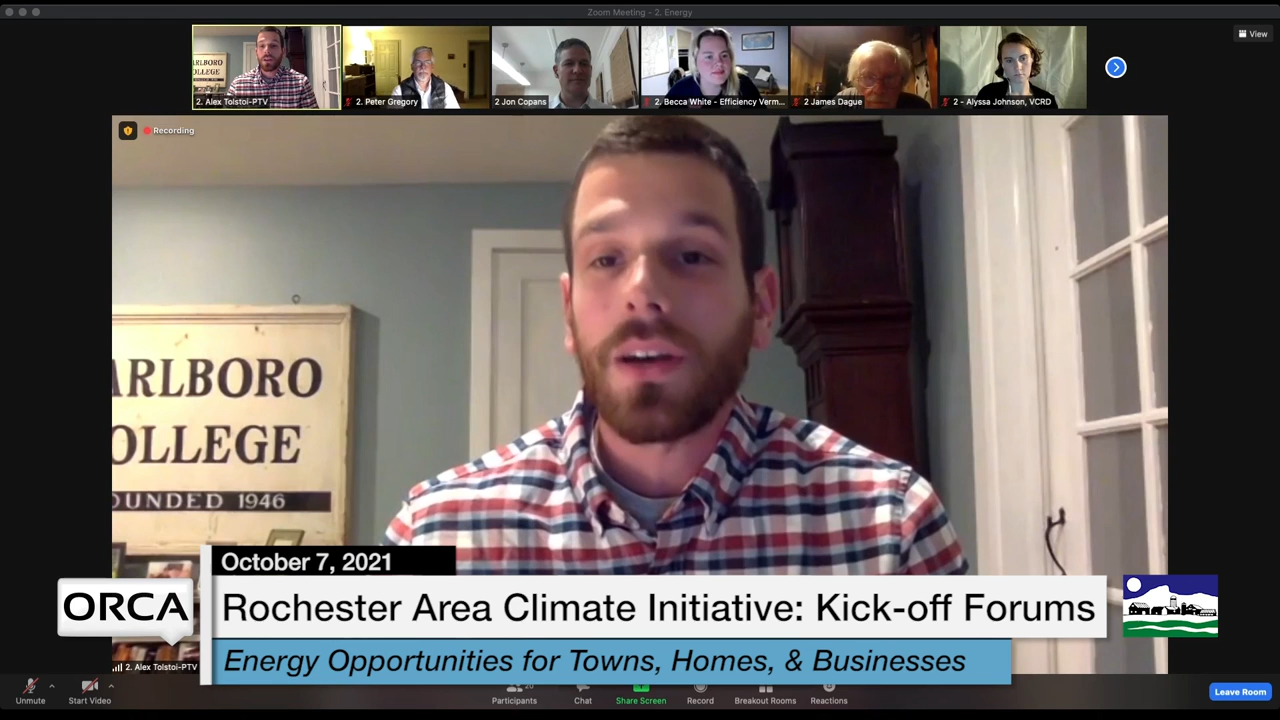 Zoom Meeting - 2. Energy
View
ARLBORO
COLLEGE
2. Alex Tolstoi-PTV
2. Peter Gregory
2 Jon Copans
2. Becca White - Efficiency Verm...
2 James Dague
2 - Alyssa Johnson, VCRD
Recording
ARLBORO
OLLEGE
OUNDED 1946
October 7, 2021
ORCA
Rochester Area Climate Initiative: Kick-off Forums
Energy Opportunities for Towns, Homes, & Businesses
2. Alex Tolstoi-PTV
Unmute
Start Video
Participants
20
Chat
Share Screen
Record
Breakout Rooms
Reactions
Leave Room